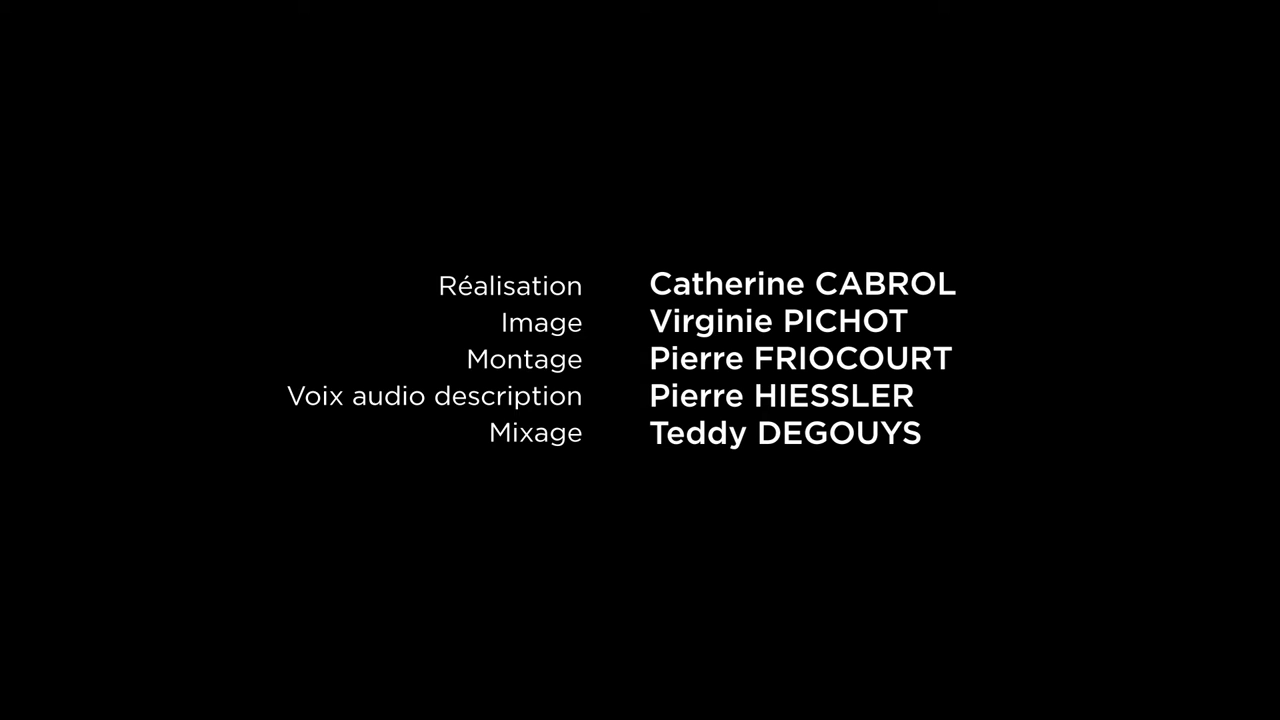 Réalisation Catherine CABROL
Image Virginie PICHOT
Montage Pierre FRIOCOURT
Voix audio description Pierre HIESSLER
Mixage Teddy DEGOUYS